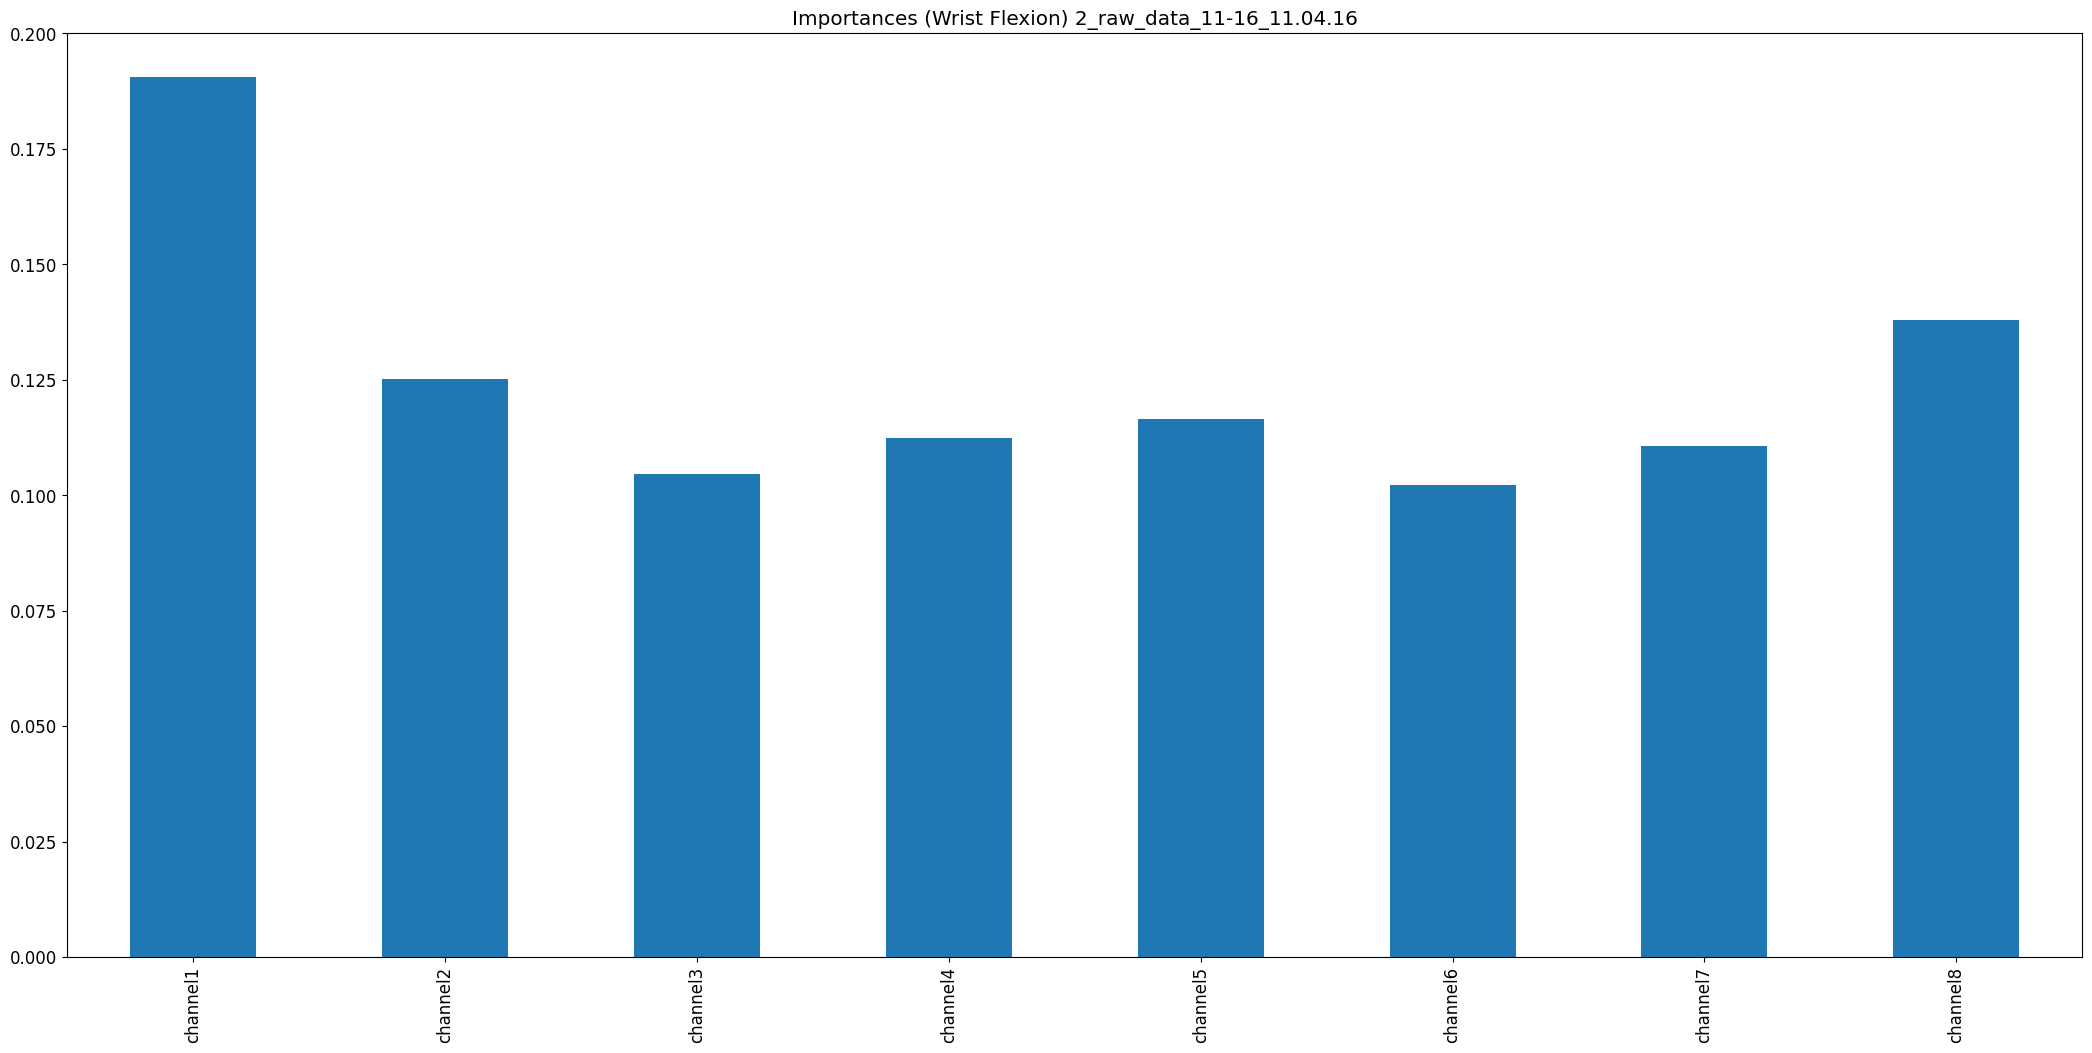 Importances (Wrist Flexion) 2_raw_data_11-16_11.04.16
0.200
0.175
0.150
0.125
0.100
0.075
0.050
0.025
0.000
channel1
channel2
channel3
channel4
channel5
channel6
channel7
channel8